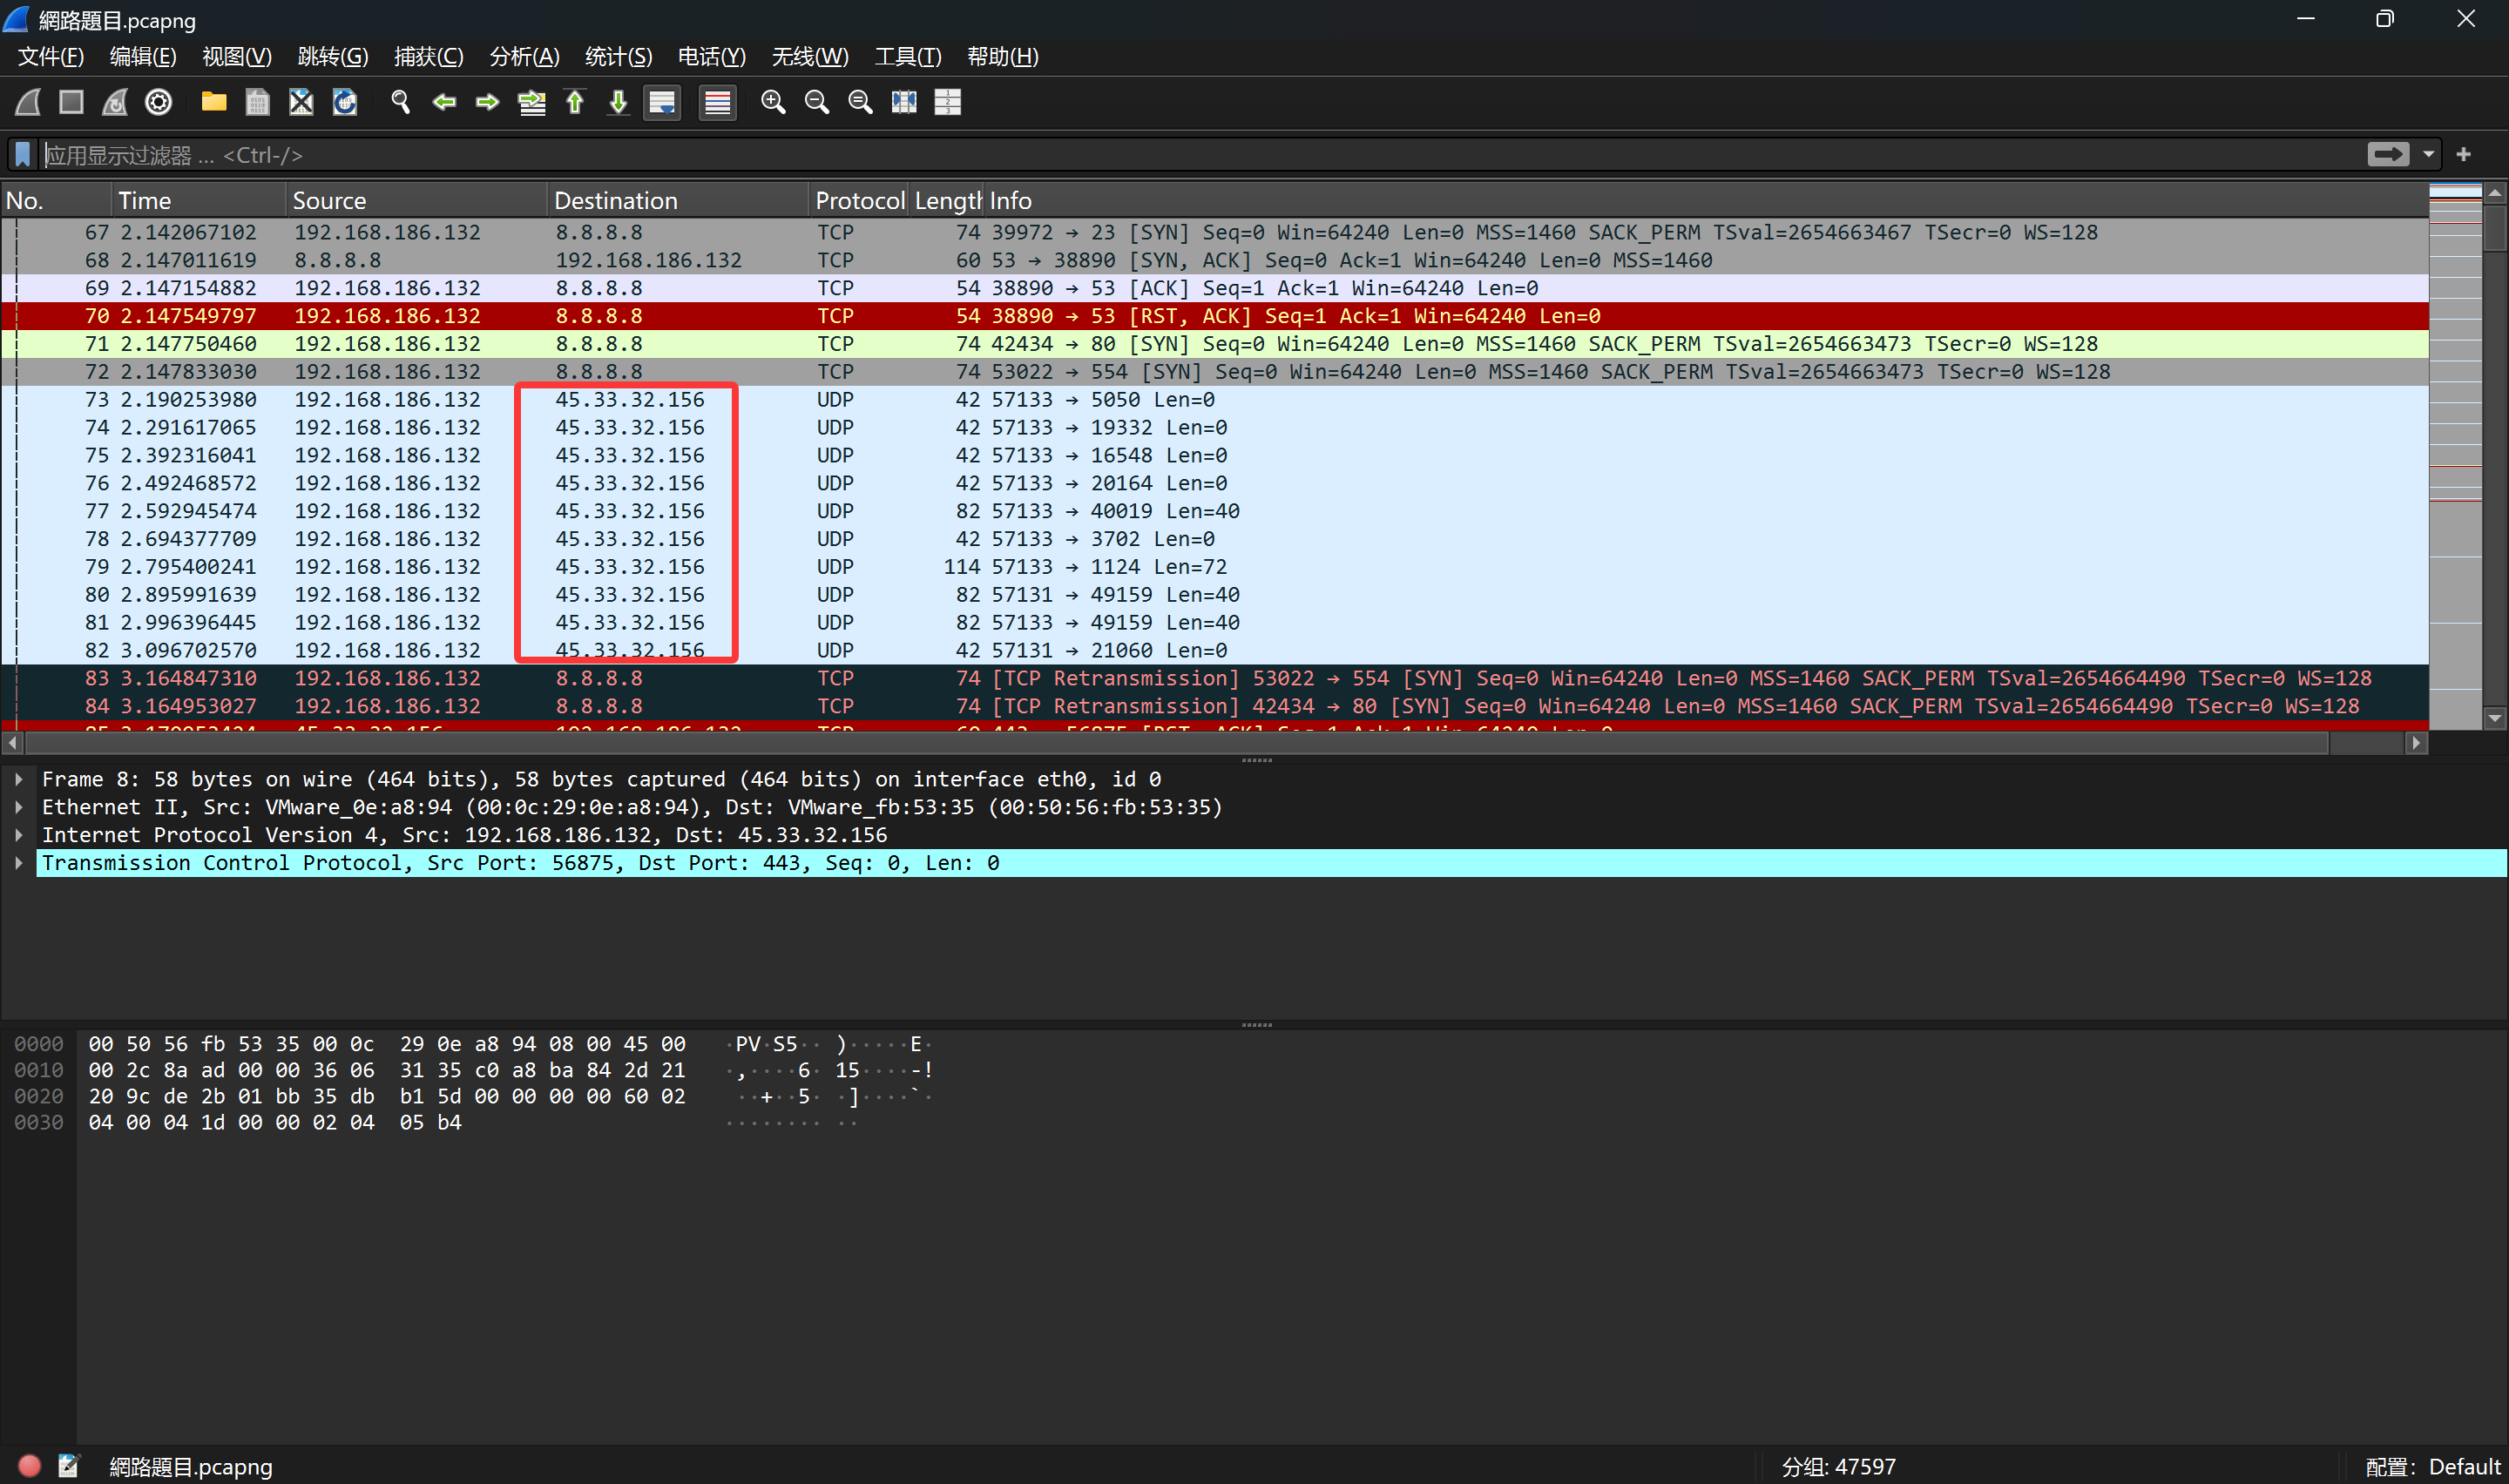 網路題目.pcapng
文件(F) 编辑(E) 视图(V) 跳转(G) 捕获(C) 分析(A) 统计(S) 电话(Y) 无线(W) 工具(T) 帮助(H)
应用显示过滤器 … <Ctrl-/>
No. Time Source Destination Protocol Length Info
67 2.142067102 192.168.186.132 8.8.8.8 TCP 74 39972 → 23 [SYN] Seq=0 Win=64240 Len=0 MSS=1460 SACK_PERM TSval=2654663467 TSecr=0 WS=128
68 2.147011619 8.8.8.8 192.168.186.132 TCP 60 53 → 38890 [SYN, ACK] Seq=0 Ack=1 Win=64240 Len=0 MSS=1460
69 2.147154882 192.168.186.132 8.8.8.8 TCP 54 38890 → 53 [ACK] Seq=1 Ack=1 Win=64240 Len=0
70 2.147549797 192.168.186.132 8.8.8.8 TCP 54 38890 → 53 [RST, ACK] Seq=1 Ack=1 Win=64240 Len=0
71 2.147750460 192.168.186.132 8.8.8.8 TCP 74 42434 → 80 [SYN] Seq=0 Win=64240 Len=0 MSS=1460 SACK_PERM TSval=2654663473 TSecr=0 WS=128
72 2.147833030 192.168.186.132 8.8.8.8 TCP 74 53022 → 554 [SYN] Seq=0 Win=64240 Len=0 MSS=1460 SACK_PERM TSval=2654663473 TSecr=0 WS=128
73 2.190253980 192.168.186.132 45.33.32.156 UDP 42 57133 → 5050 Len=0
74 2.291617065 192.168.186.132 45.33.32.156 UDP 42 57133 → 19332 Len=0
75 2.392316041 192.168.186.132 45.33.32.156 UDP 42 57133 → 16548 Len=0
76 2.492468572 192.168.186.132 45.33.32.156 UDP 42 57133 → 20164 Len=0
77 2.592945474 192.168.186.132 45.33.32.156 UDP 82 57133 → 40019 Len=40
78 2.694377709 192.168.186.132 45.33.32.156 UDP 42 57133 → 3702 Len=0
79 2.795400241 192.168.186.132 45.33.32.156 UDP 114 57133 → 1124 Len=72
80 2.895991639 192.168.186.132 45.33.32.156 UDP 82 57131 → 49159 Len=40
81 2.996396445 192.168.186.132 45.33.32.156 UDP 82 57133 → 49159 Len=40
82 3.096702570 192.168.186.132 45.33.32.156 UDP 42 57131 → 21060 Len=0
83 3.164847310 192.168.186.132 8.8.8.8 TCP 74 [TCP Retransmission] 53022 → 554 [SYN] Seq=0 Win=64240 Len=0 MSS=1460 SACK_PERM TSval=2654664490 TSecr=0 WS=128
84 3.164953027 192.168.186.132 8.8.8.8 TCP 74 [TCP Retransmission] 42434 → 80 [SYN] Seq=0 Win=64240 Len=0 MSS=1460 SACK_PERM TSval=2654664490 TSecr=0 WS=128
Frame 8: 58 bytes on wire (464 bits), 58 bytes captured (464 bits) on interface eth0, id 0
Ethernet II, Src: VMware_0e:a8:94 (00:0c:29:0e:a8:94), Dst: VMware_fb:53:35 (00:50:56:fb:53:35)
Internet Protocol Version 4, Src: 192.168.186.132, Dst: 45.33.32.156
Transmission Control Protocol, Src Port: 56875, Dst Port: 443, Seq: 0, Len: 0
0000 00 50 56 fb 53 35 00 0c 29 0e a8 94 08 00 45 00 ·PV·S5·· )·····E·
0010 00 2c 8a ad 00 00 36 06 31 35 c0 a8 ba 84 2d 21 ·,····6· 15····-!
0020 20 9c de 2b 01 bb 35 db b1 5d 00 00 00 00 60 02 ··+··5· ·]····`·
0030 04 00 04 1d 00 00 02 04 05 b4 ········ ··
網路題目.pcapng 分组: 47597 配置: Default